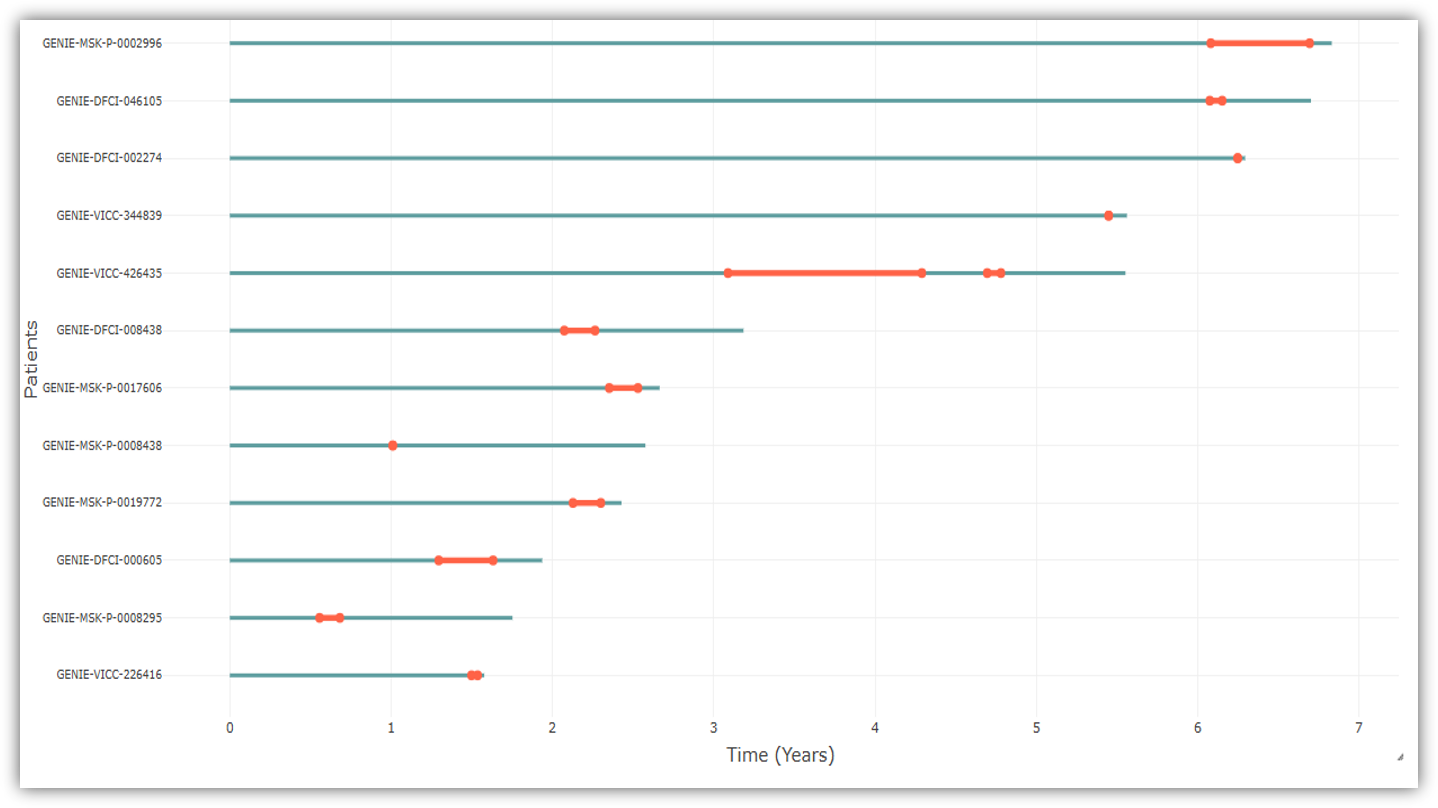 GENIE-MSK-P-0002996
GENIE-DFCI-046105
GENIE-DFCI-002274
GENIE-VICC-344839
GENIE-VICC-426435
GENIE-DFCI-008438
GENIE-MSK-P-0017606
GENIE-MSK-P-0008438
GENIE-MSK-P-0019772
GENIE-DFCI-000605
GENIE-MSK-P-0008295
GENIE-VICC-226416
Patients
0 1 2 3 4 5 6 7
Time (Years)